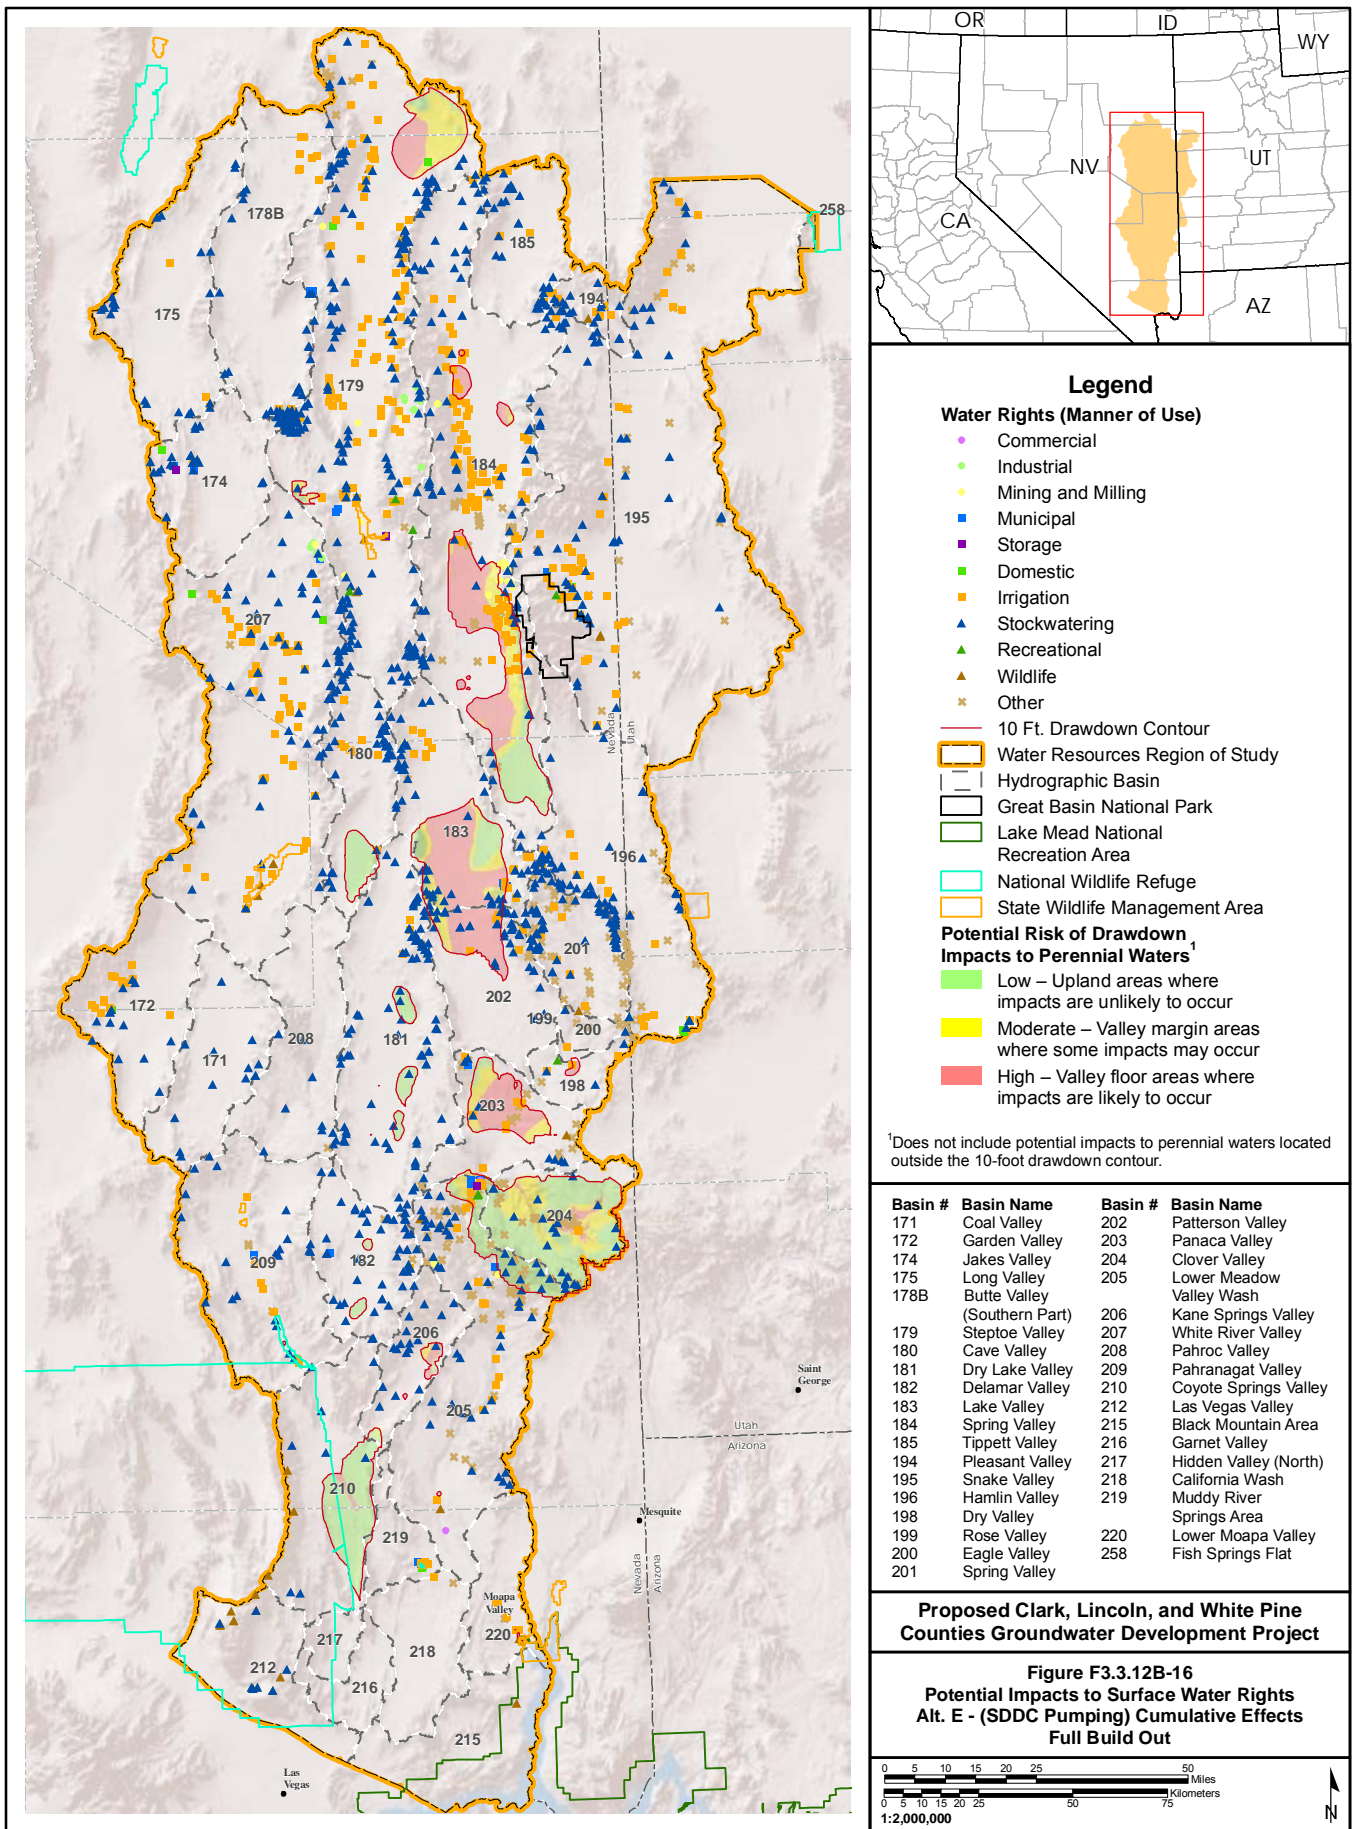 OR
ID
WY
NV
UT
CA
AZ
258
178B
185
194
175
179
184
174
195
207
Nevada
Utah
180
183
196
201
202
172
199
200
208
181
171
198
203
204
209
182
206
Saint
George
205
Utah
Arizona
210
Mesquite
219
Nevada
Arizona
Moapa
Valley
217
218
220
212
216
215
Las
Vegas
Legend
Water Rights (Manner of Use)
Commercial
Industrial
Mining and Milling
Municipal
Storage
Domestic
Irrigation
Stockwatering
Recreational
Wildlife
Other
10 Ft. Drawdown Contour
Water Resources Region of Study
Hydrographic Basin
Great Basin National Park
Lake Mead National
Recreation Area
National Wildlife Refuge
State Wildlife Management Area
Potential Risk of Drawdown
Impacts to Perennial Waters1
Low – Upland areas where
impacts are unlikely to occur
Moderate – Valley margin areas
where some impacts may occur
High – Valley floor areas where
impacts are likely to occur
1Does not include potential impacts to perennial waters located
outside the 10-foot drawdown contour.
Basin # Basin Name Basin # Basin Name
171 Coal Valley 202 Patterson Valley
172 Garden Valley 203 Panaca Valley
174 Jakes Valley 204 Clover Valley
175 Long Valley 205 Lower Meadow
178B Butte Valley Valley Wash
(Southern Part) 206 Kane Springs Valley
179 Steptoe Valley 207 White River Valley
180 Cave Valley 208 Pahroc Valley
181 Dry Lake Valley 209 Pahranagat Valley
182 Delamar Valley 210 Coyote Springs Valley
183 Lake Valley 212 Las Vegas Valley
184 Spring Valley 215 Black Mountain Area
185 Tippett Valley 216 Garnet Valley
194 Pleasant Valley 217 Hidden Valley (North)
195 Snake Valley 218 California Wash
196 Hamlin Valley 219 Muddy River
198 Dry Valley Springs Area
199 Rose Valley 220 Lower Moapa Valley
200 Eagle Valley 258 Fish Springs Flat
201 Spring Valley
Proposed Clark, Lincoln, and White Pine
Counties Groundwater Development Project
Figure F3.3.12B-16
Potential Impacts to Surface Water Rights
Alt. E - (SDDC Pumping) Cumulative Effects
Full Build Out
0 5 10 15 20 25 50
Miles
Kilometers
0 5 10 15 20 25 50 75
1:2,000,000
N